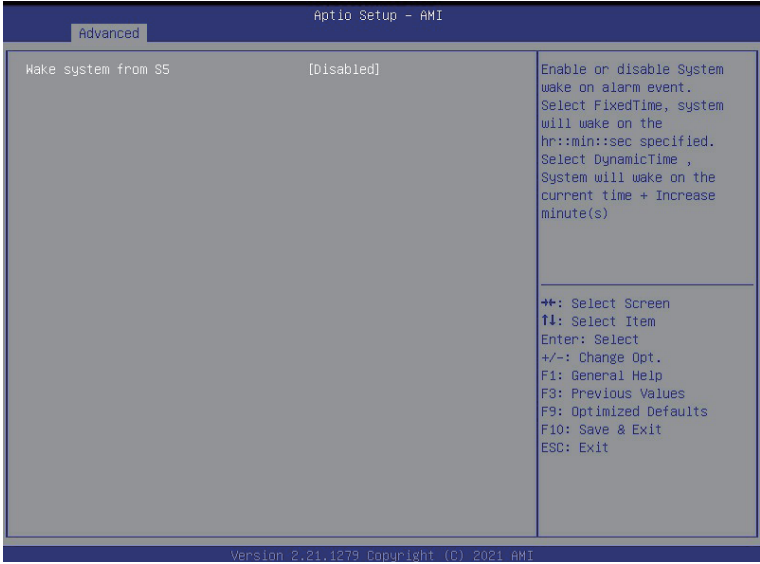 Aptio Setup – AMI
Advanced
Wake system from S5 [Disabled]
Enable or disable System
wake on alarm event.
Select FixedTime, system
will wake on the
hr::min::sec specified.
Select DynamicTime ,
System will wake on the
current time + Increase
minute(s)
→←: Select Screen
↑↓: Select Item
Enter: Select
+/-: Change Opt.
F1: General Help
F3: Previous Values
F9: Optimized Defaults
F10: Save & Exit
ESC: Exit
Version 2.21.1279 Copyright (C) 2021 AMI